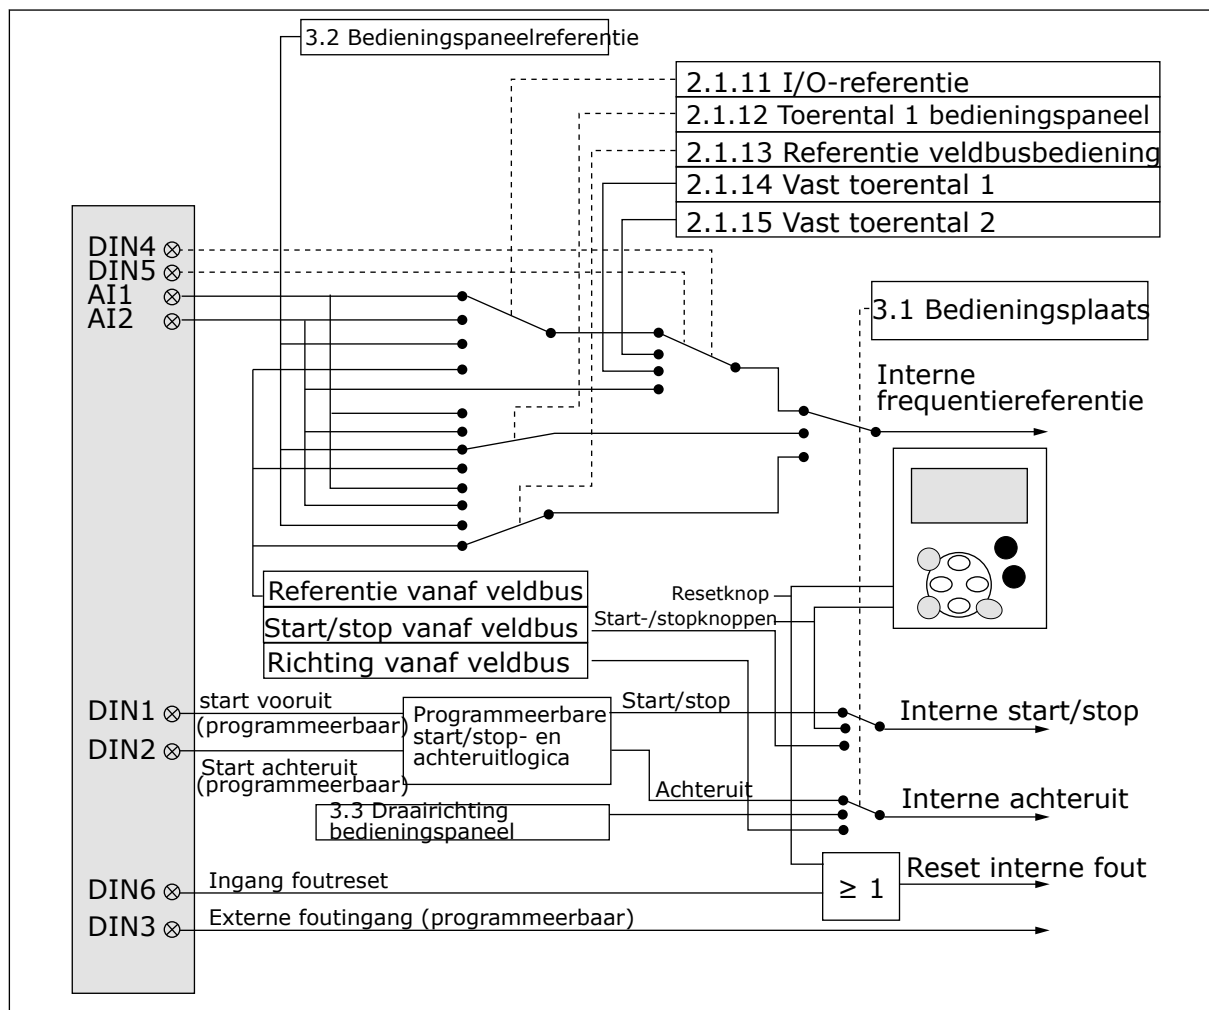 3.2 Bedieningspaneelreferentie
2.1.11 I/O-referentie
2.1.12 Toerental 1 bedieningspaneel
2.1.13 Referentie veldbusbediening
2.1.14 Vast toerental 1
2.1.15 Vast toerental 2
DIN4
DIN5
AI1
AI2
3.1 Bedieningsplaats
Interne
frequentiereferentie
Referentie vanaf veldbus
Start/stop vanaf veldbus
Richting vanaf veldbus
Resetknop
Start-/stopknoppen
DIN1
start vooruit
(programmeerbaar)
DIN2
Start achteruit
(programmeerbaar)
Programmeerbare
start/stop- en
achteruitlogica
Start/stop
Achteruit
Interne start/stop
Interne achteruit
3.3 Draairichting
bedieningspaneel
DIN6
Ingang foutreset
≥ 1
Reset interne fout
DIN3
Externe foutingang (programmeerbaar)